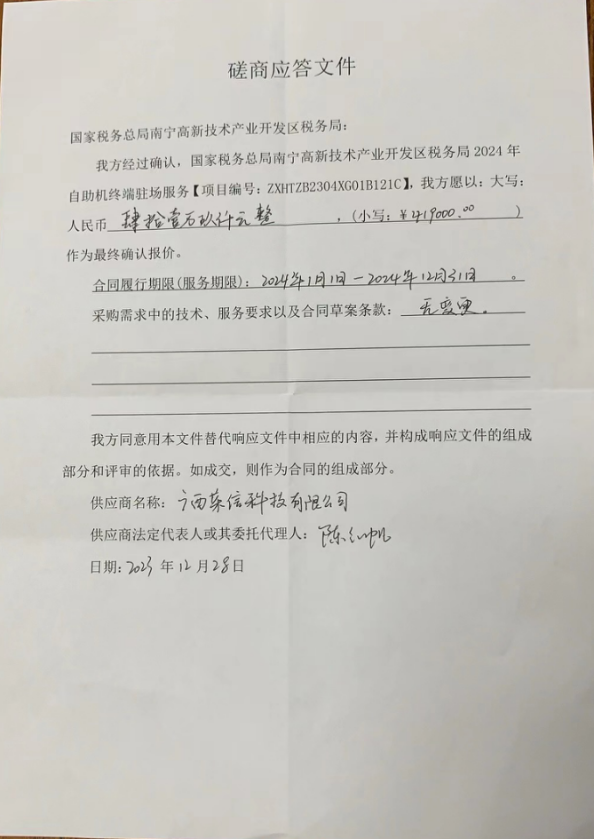 磋商应答文件
国家税务总局南宁高新技术产业开发区税务局：
我方经过确认，国家税务总局南宁高新技术产业开发区税务局 2024 年
自助机终端驻场服务【项目编号：ZXHTZB2304XG01B121C】，我方愿以：大写：
人民币 肆拾壹万玖仟元整 ，（小写：￥419000.00 ）
作为最终确认报价。
合同履行期限(服务期限)：2024年1月1日－2024年12月31日 。
采购需求中的技术、服务要求以及合同草案条款：无变更。
我方同意用本文件替代响应文件中相应的内容，并构成响应文件的组成
部分和评审的依据。如成交，则作为合同的组成部分。
供应商名称：广西荣信科技有限公司
供应商法定代表人或其委托代理人：陈
日期：2023 年 12 月 28 日